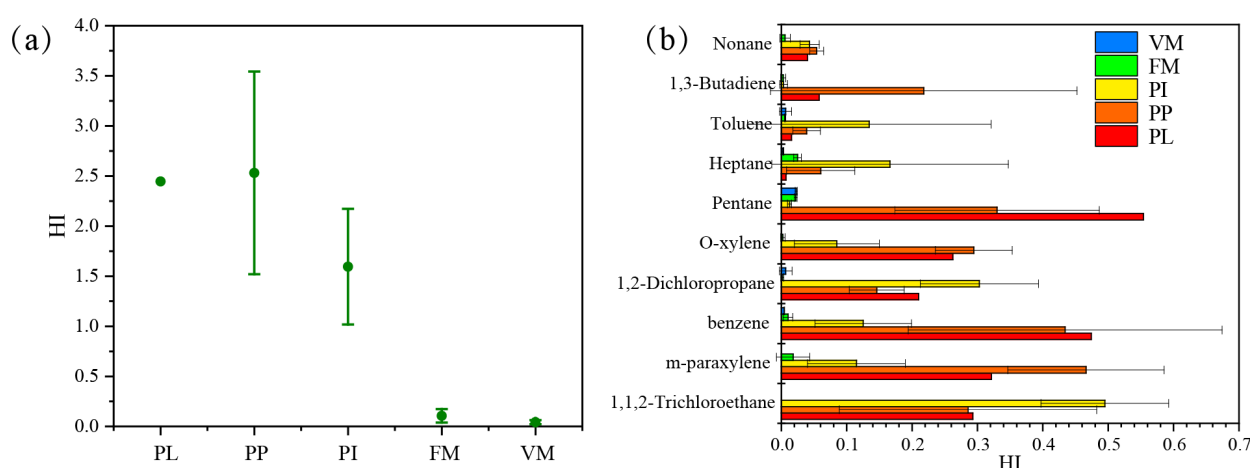 (a)
4.0
3.5
3.0
2.5
2.0
1.5
1.0
0.5
0.0
HI
PL PP PI FM VM
(b)
Nonane
1,3-Butadiene
Toluene
Heptane
Pentane
O-xylene
1,2-Dichloropropane
benzene
m-paraxylene
1,1,2-Trichloroethane
VM
FM
PI
PP
PL
0.0 0.1 0.2 0.3 0.4 0.5 0.6 0.7
HI